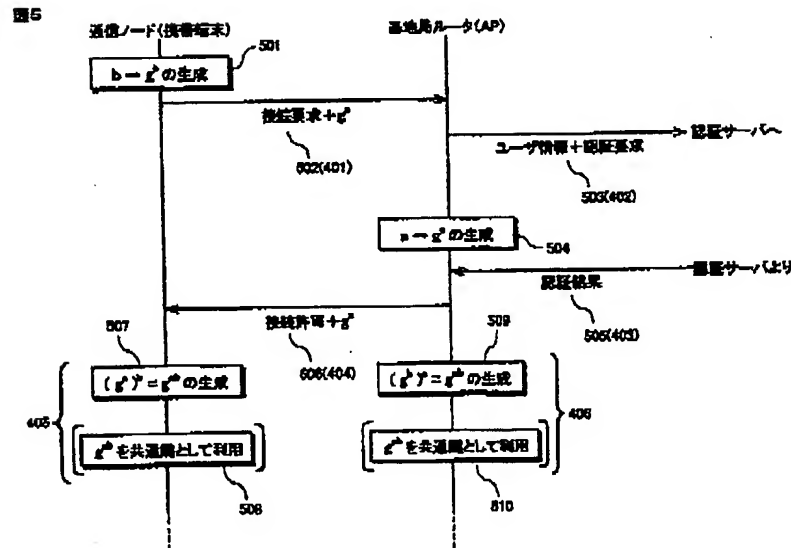 図5
通信ノード(携帯端末)
基地局ルータ(AP)
501
b → g^b の生成
接続要求+g^b
502(401)
認証サーバへ
ユーザ情報+認証要求
503(402)
a → g^a の生成
504
認証サーバより
認証結果
505(403)
接続許可+g^a
506(404)
507
509
(g^a)^b = g^ab の生成
(g^b)^a = g^ab の生成
405
406
g^ab を共通鍵として利用
g^ab を共通鍵として利用
508
510